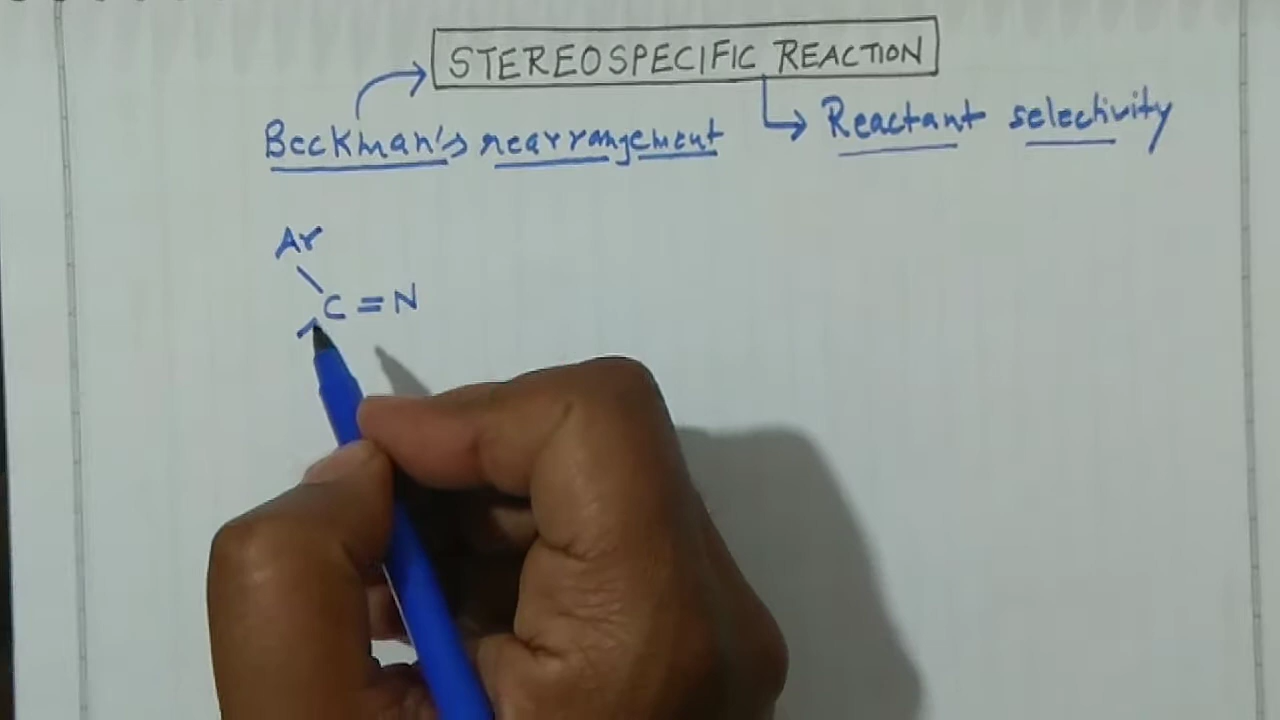 STEREOSPECIFIC REACTION
Beckman's rearrangement
Reactant selectivity
Ar
C=N